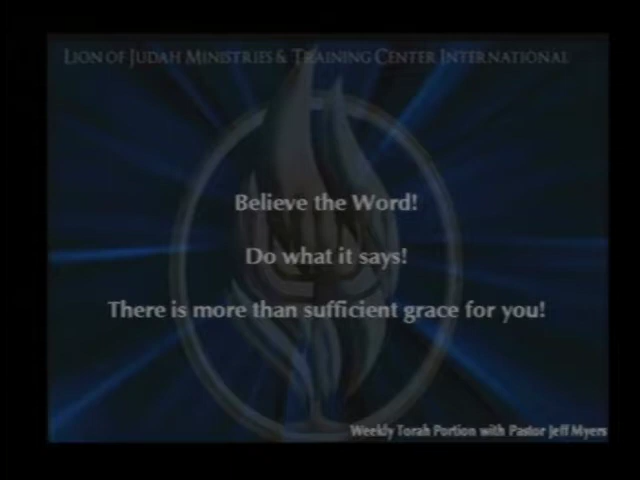 Lion of Judah Ministries & Training Center International
Believe the Word!
Do what it says!
There is more than sufficient grace for you!
Weekly Torah Portion with Pastor Jeff Myers